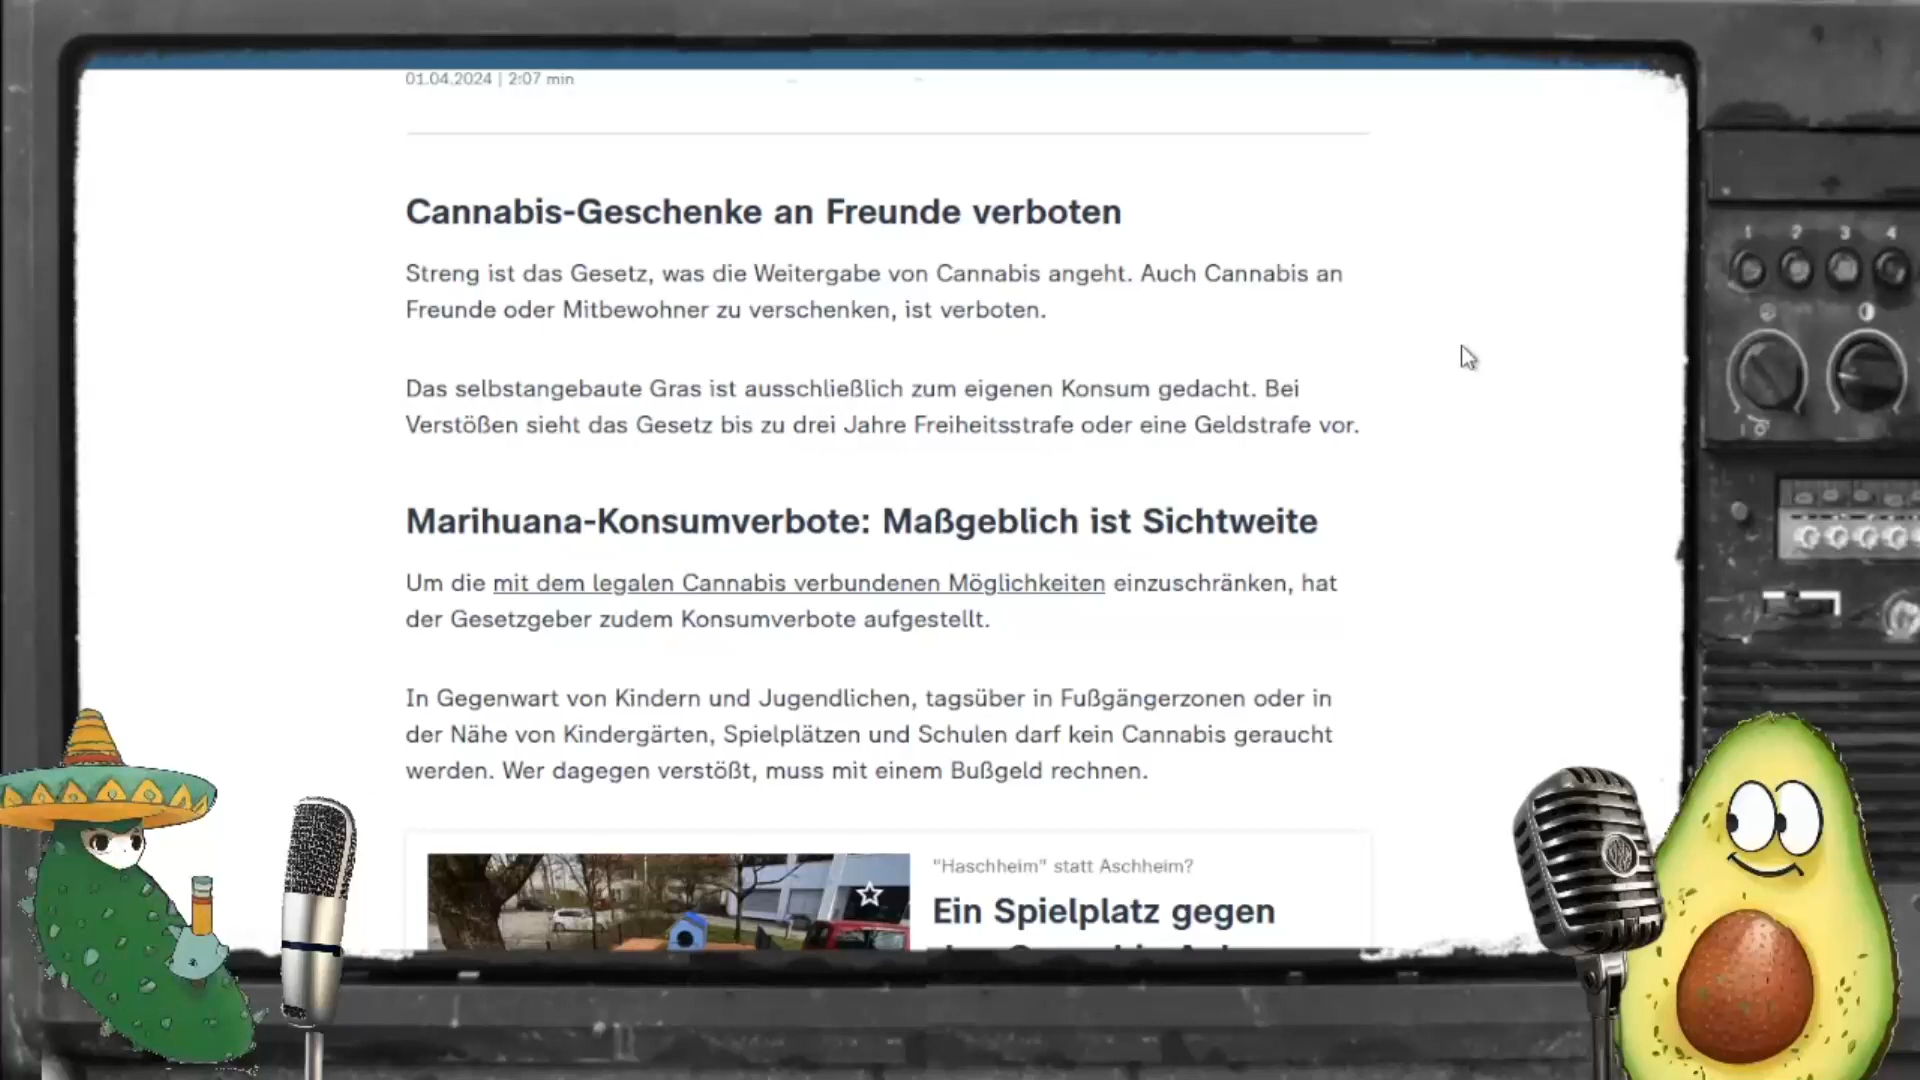 01.04.2024 | 2:07 min
Cannabis-Geschenke an Freunde verboten
Streng ist das Gesetz, was die Weitergabe von Cannabis angeht. Auch Cannabis an
Freunde oder Mitbewohner zu verschenken, ist verboten.
Das selbstangebaute Gras ist ausschließlich zum eigenen Konsum gedacht. Bei
Verstößen sieht das Gesetz bis zu drei Jahre Freiheitsstrafe oder eine Geldstrafe vor.
Marihuana-Konsumverbote: Maßgeblich ist Sichtweite
Um die mit dem legalen Cannabis verbundenen Möglichkeiten einzuschränken, hat
der Gesetzgeber zudem Konsumverbote aufgestellt.
In Gegenwart von Kindern und Jugendlichen, tagsüber in Fußgängerzonen oder in
der Nähe von Kindergärten, Spielplätzen und Schulen darf kein Cannabis geraucht
werden. Wer dagegen verstößt, muss mit einem Bußgeld rechnen.
"Haschheim" statt Aschheim?
Ein Spielplatz gegen
1 2 3 4